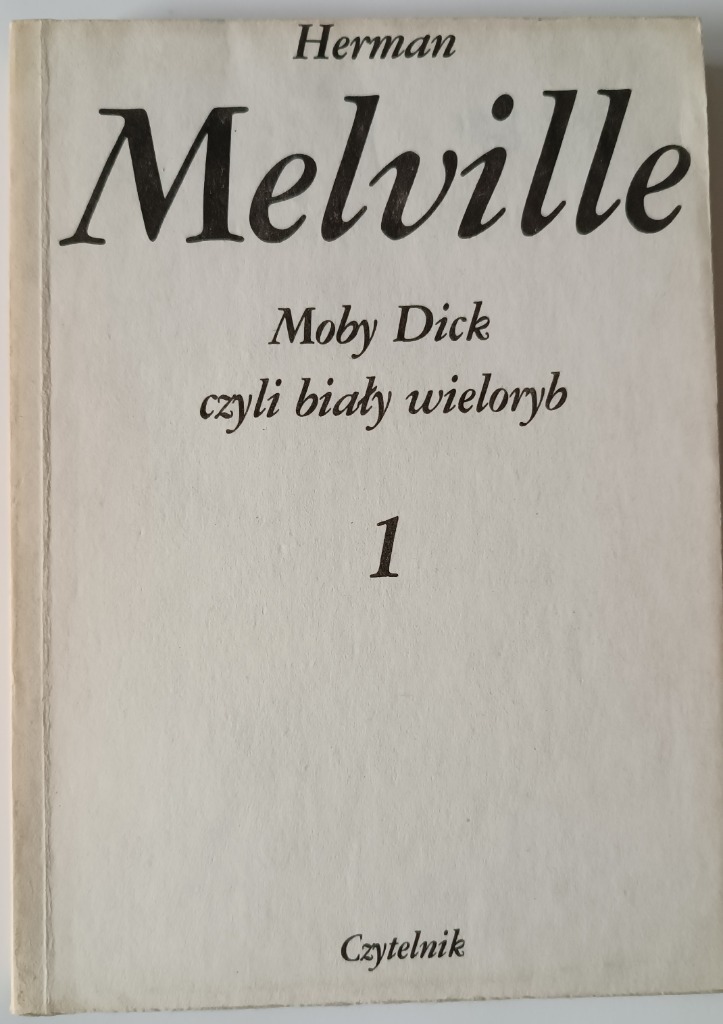 Herman
Melville
Moby Dick
czyli biały wieloryb
1
Czytelnik